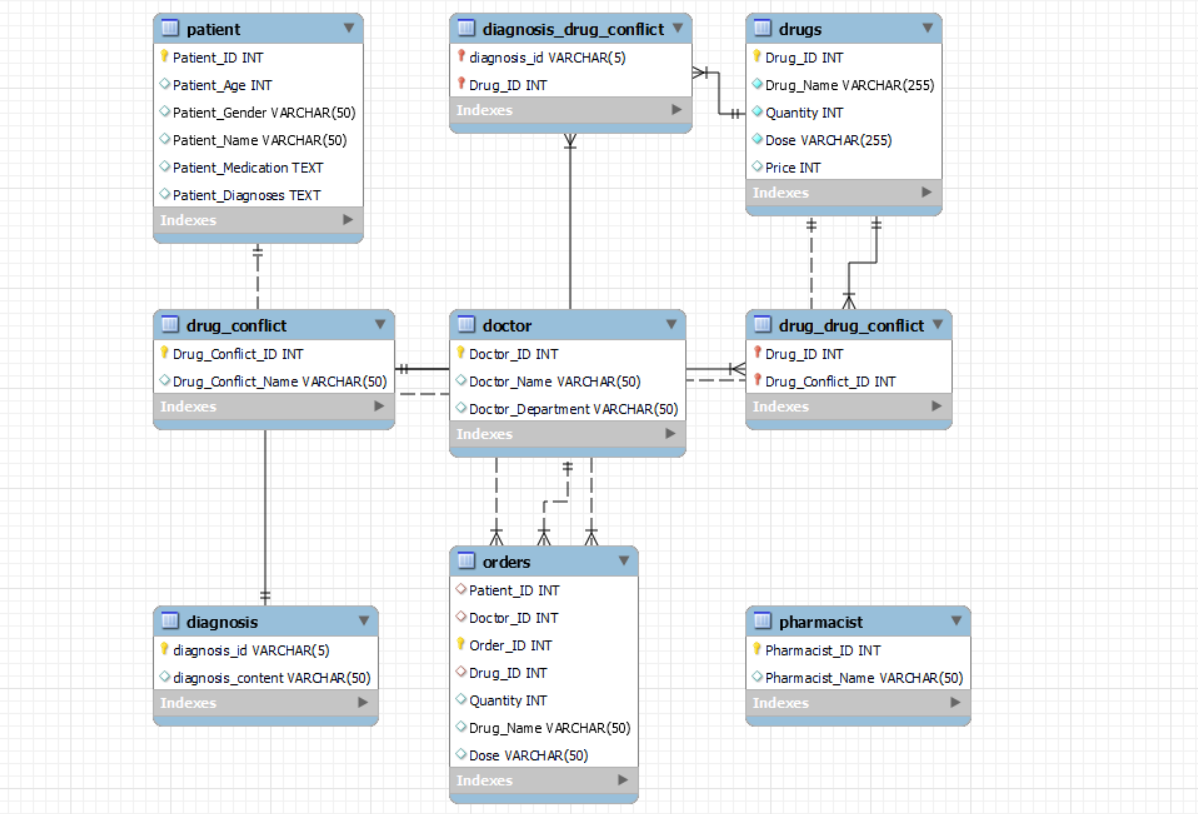 patient
Patient_ID INT
Patient_Age INT
Patient_Gender VARCHAR(50)
Patient_Name VARCHAR(50)
Patient_Medication TEXT
Patient_Diagnoses TEXT
Indexes
diagnosis_drug_conflict
diagnosis_id VARCHAR(5)
Drug_ID INT
Indexes
drugs
Drug_ID INT
Drug_Name VARCHAR(255)
Quantity INT
Dose VARCHAR(255)
Price INT
Indexes
drug_conflict
Drug_Conflict_ID INT
Drug_Conflict_Name VARCHAR(50)
Indexes
doctor
Doctor_ID INT
Doctor_Name VARCHAR(50)
Doctor_Department VARCHAR(50)
Indexes
drug_drug_conflict
Drug_ID INT
Drug_Conflict_ID INT
Indexes
diagnosis
diagnosis_id VARCHAR(5)
diagnosis_content VARCHAR(50)
Indexes
orders
Patient_ID INT
Doctor_ID INT
Order_ID INT
Drug_ID INT
Quantity INT
Drug_Name VARCHAR(50)
Dose VARCHAR(50)
Indexes
pharmacist
Pharmacist_ID INT
Pharmacist_Name VARCHAR(50)
Indexes